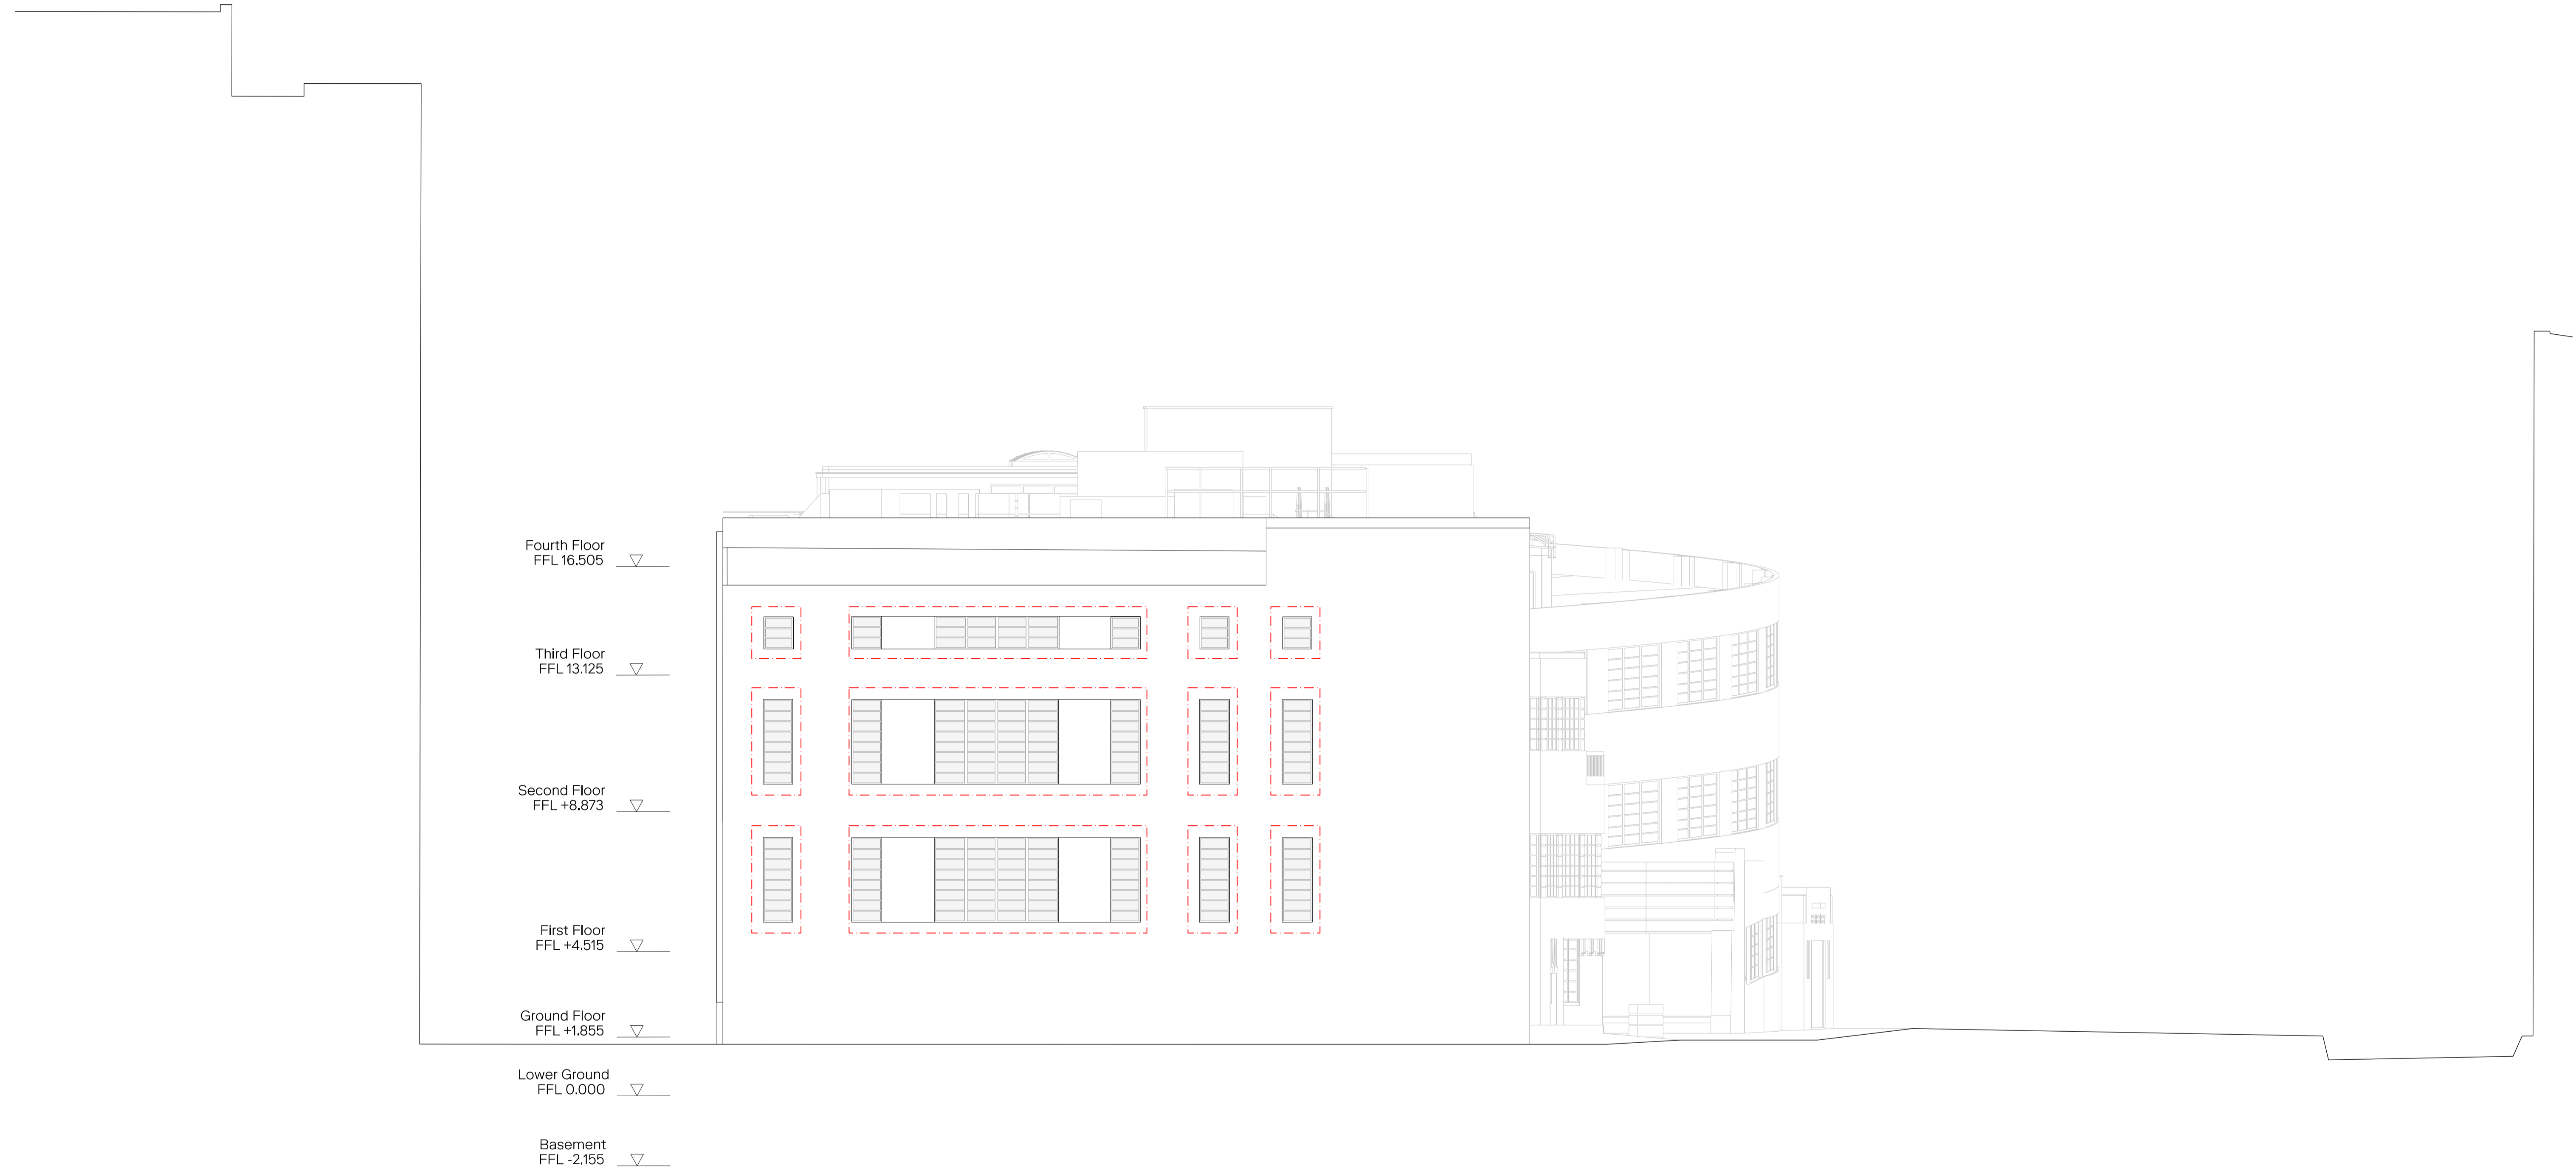 Fourth Floor
FFL 16.505
Third Floor
FFL 13.125
Second Floor
FFL +8.873
First Floor
FFL +4.515
Ground Floor
FFL +1.855
Lower Ground
FFL 0.000
Basement
FFL -2.155